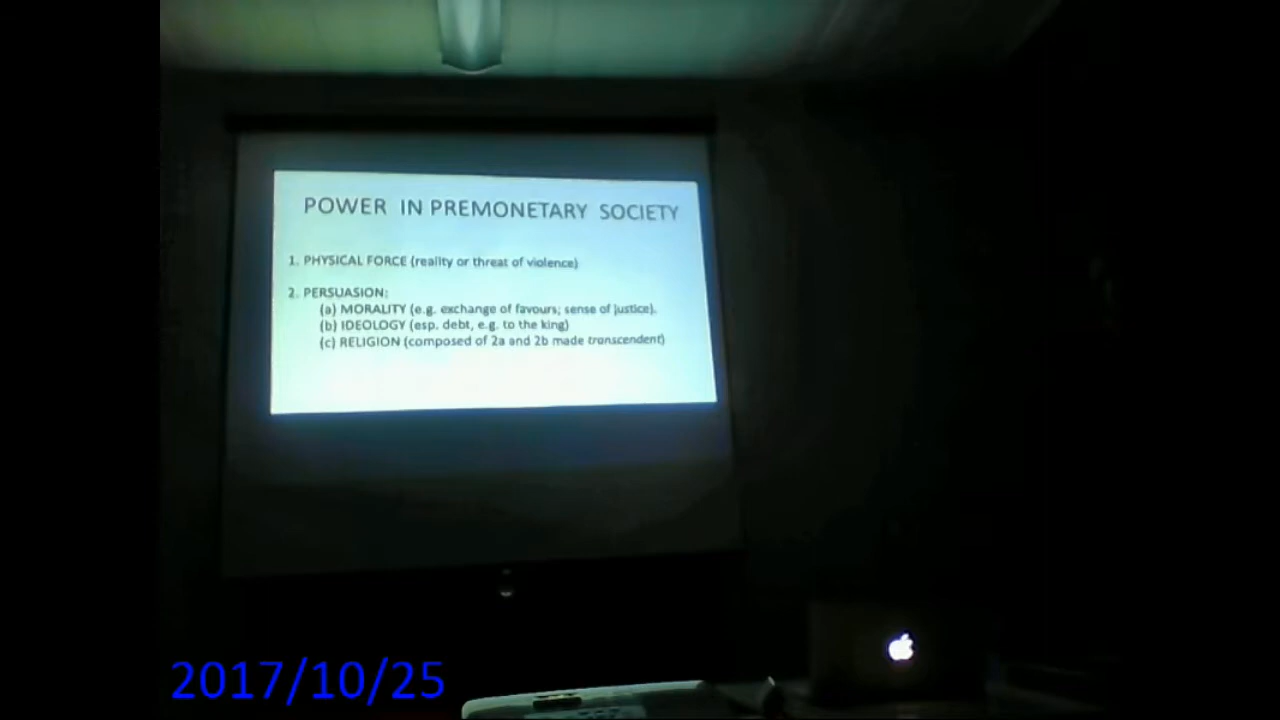 POWER IN PREMONETARY SOCIETY
1. PHYSICAL FORCE (reality or threat of violence)
2. PERSUASION:
(a) MORALITY (e.g. exchange of favours; sense of justice).
(b) IDEOLOGY (esp. debt, e.g. to the king)
(c) RELIGION (composed of 2a and 2b made transcendent)
2017/10/25